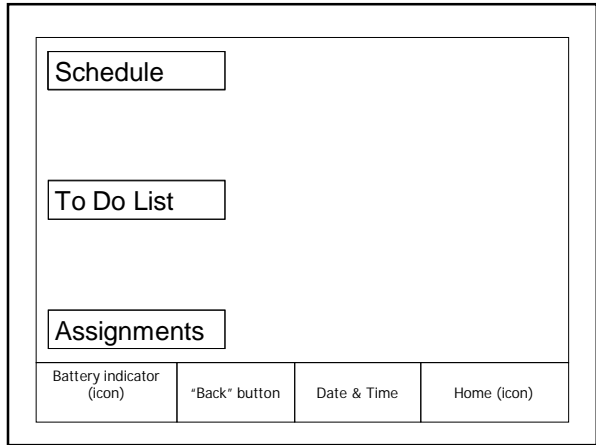 Schedule
To Do List
Assignments
Battery indicator
(icon)
“Back” button
Date & Time
Home (icon)